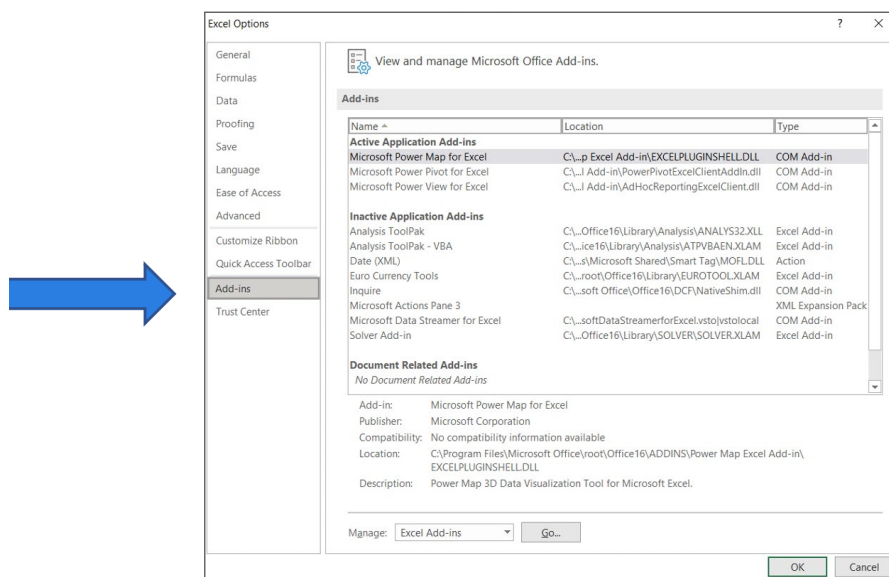 Excel Options ? ×
General
Formulas
Data
Proofing
Save
Language
Ease of Access
Advanced
Customize Ribbon
Quick Access Toolbar
Add-ins
Trust Center
View and manage Microsoft Office Add-ins.
Add-ins
Name Location Type
Active Application Add-ins
Microsoft Power Map for Excel C:\...p Excel Add-in\EXCELPLUGINSHELL.DLL COM Add-in
Microsoft Power Pivot for Excel C:\...l Add-in\PowerPivotExcelClientAddIn.dll COM Add-in
Microsoft Power View for Excel C:\...l Add-in\AdHocReportingExcelClient.dll COM Add-in
Inactive Application Add-ins
Analysis ToolPak C:\...Office16\Library\Analysis\ANALYS32.XLL Excel Add-in
Analysis ToolPak - VBA C:\...ice16\Library\Analysis\ATPVBAEN.XLAM Excel Add-in
Date (XML) C:\...s\Microsoft Shared\Smart Tag\MOFL.DLL Action
Euro Currency Tools C:\...root\Office16\Library\EUROTOOL.XLAM Excel Add-in
Inquire C:\...soft Office\Office16\DCF\NativeShim.dll COM Add-in
Microsoft Actions Pane 3 XML Expansion Pack
Microsoft Data Streamer for Excel C:\...softDataStreamerforExcel.vsto|vstolocal COM Add-in
Solver Add-in C:\...Office16\Library\SOLVER\SOLVER.XLAM Excel Add-in
Document Related Add-ins
No Document Related Add-ins
Add-in: Microsoft Power Map for Excel
Publisher: Microsoft Corporation
Compatibility: No compatibility information available
Location: C:\Program Files\Microsoft Office\root\Office16\ADDINS\Power Map Excel Add-in\
EXCELPLUGINSHELL.DLL
Description: Power Map 3D Data Visualization Tool for Microsoft Excel.
Manage: Excel Add-ins Go...
OK Cancel